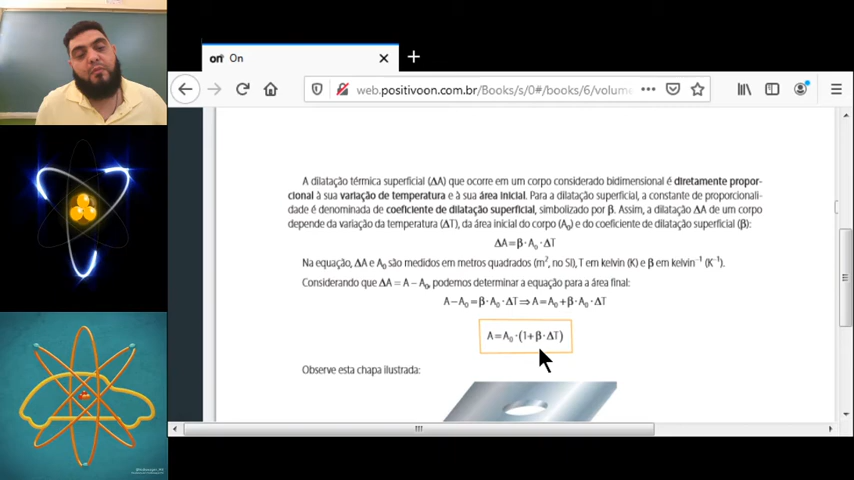 on On
web.positivoon.com.br/Books/s/0#/books/6/volume
A dilatação térmica superficial (ΔA) que ocorre em um corpo considerado bidimensional é diretamente propor-
cional à sua variação de temperatura e à sua área inicial. Para a dilatação superficial, a constante de proporcionali-
dade é denominada de coeficiente de dilatação superficial, simbolizado por β. Assim, a dilatação ΔA de um corpo
depende da variação da temperatura (ΔT), da área inicial do corpo (A₀) e do coeficiente de dilatação superficial (β):
ΔA=β·A₀·ΔT
Na equação, ΔA e A₀ são medidos em metros quadrados (m², no SI), T em kelvin (K) e β em kelvin⁻¹ (K⁻¹).
Considerando que ΔA = A – A₀, podemos determinar a equação para a área final:
A–A₀=β·A₀·ΔT⇒A=A₀+β·A₀·ΔT
A=A₀·(1+β·ΔT)
Observe esta chapa ilustrada: